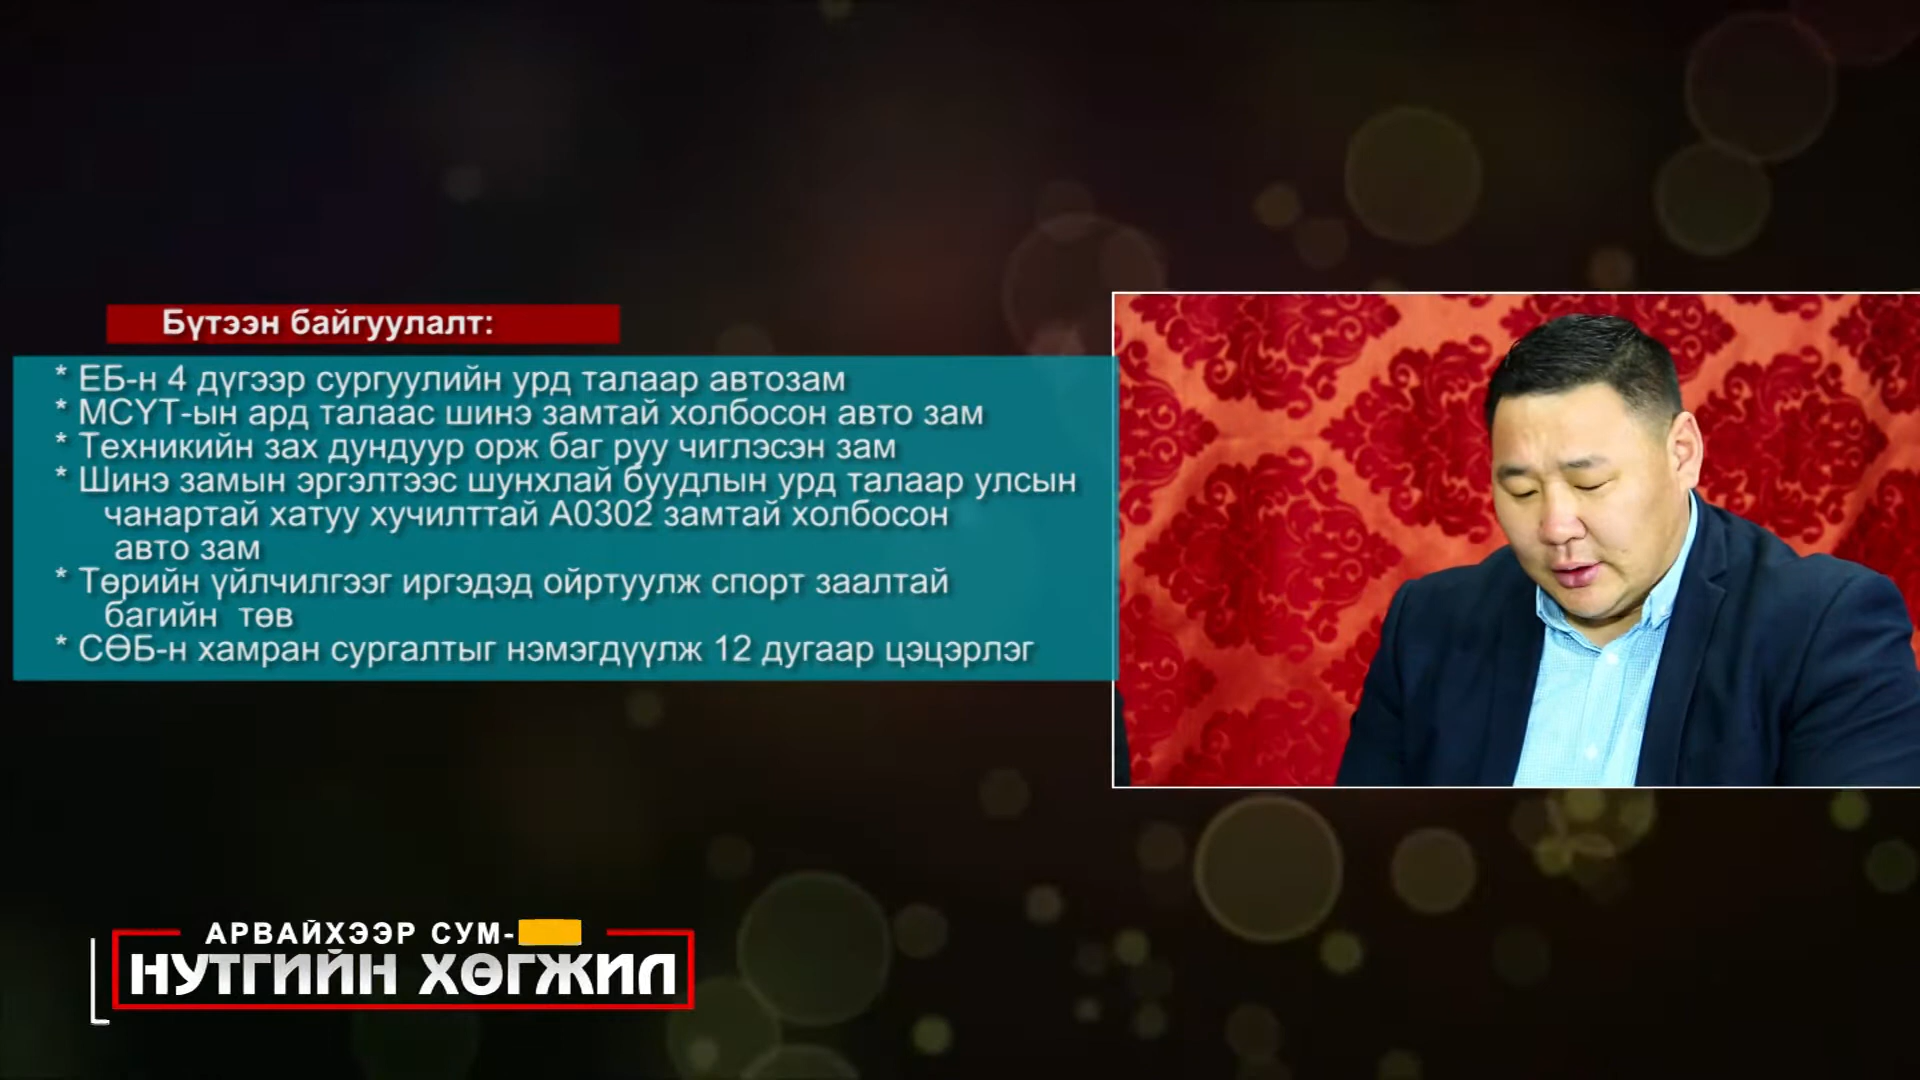 Бүтээн байгуулалт:
* ЕБ-н 4 дүгээр сургуулийн урд талаар автозам
* МСҮТ-ын ард талаас шинэ замтай холбосон авто зам
* Техникийн зах дундуур орж баг руу чиглэсэн зам
* Шинэ замын эргэлтээс шунхлай буудлын урд талаар улсын
чанартай хатуу хучилттай А0302 замтай холбосон
авто зам
* Төрийн үйлчилгээг иргэдэд ойртуулж спорт заалтай
багийн төв
* СӨБ-н хамран сургалтыг нэмэгдүүлж 12 дугаар цэцэрлэг
АРВАЙХЭЭР СУМ-
НУТГИЙН ХӨГЖИЛ